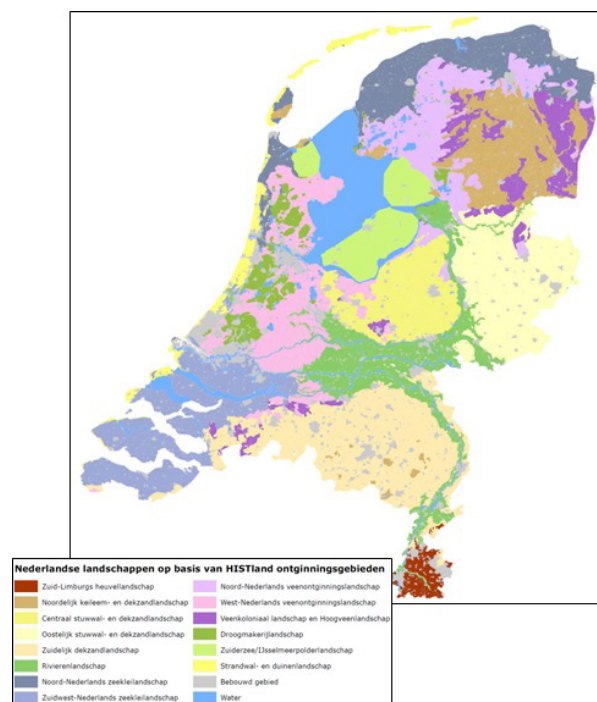 Nederlandse landschappen op basis van HISTland ontginningsgebieden
Zuid-Limburgs heuvellandschap
Noordelijk keileem- en dekzandlandschap
Centraal stuwwal- en dekzandlandschap
Oostelijk stuwwal- en dekzandlandschap
Zuidelijk dekzandlandschap
Rivierenlandschap
Noord-Nederlands zeekleilandschap
Zuidwest-Nederlands zeekleilandschap
Noord-Nederlands veenontginningslandschap
West-Nederlands veenontginningslandschap
Veenkoloniaal landschap en Hoogveenlandschap
Droogmakerijlandschap
Zuiderzee/IJsselmeerpolderlandschap
Strandwal- en duinenlandschap
Bebouwd gebied
Water